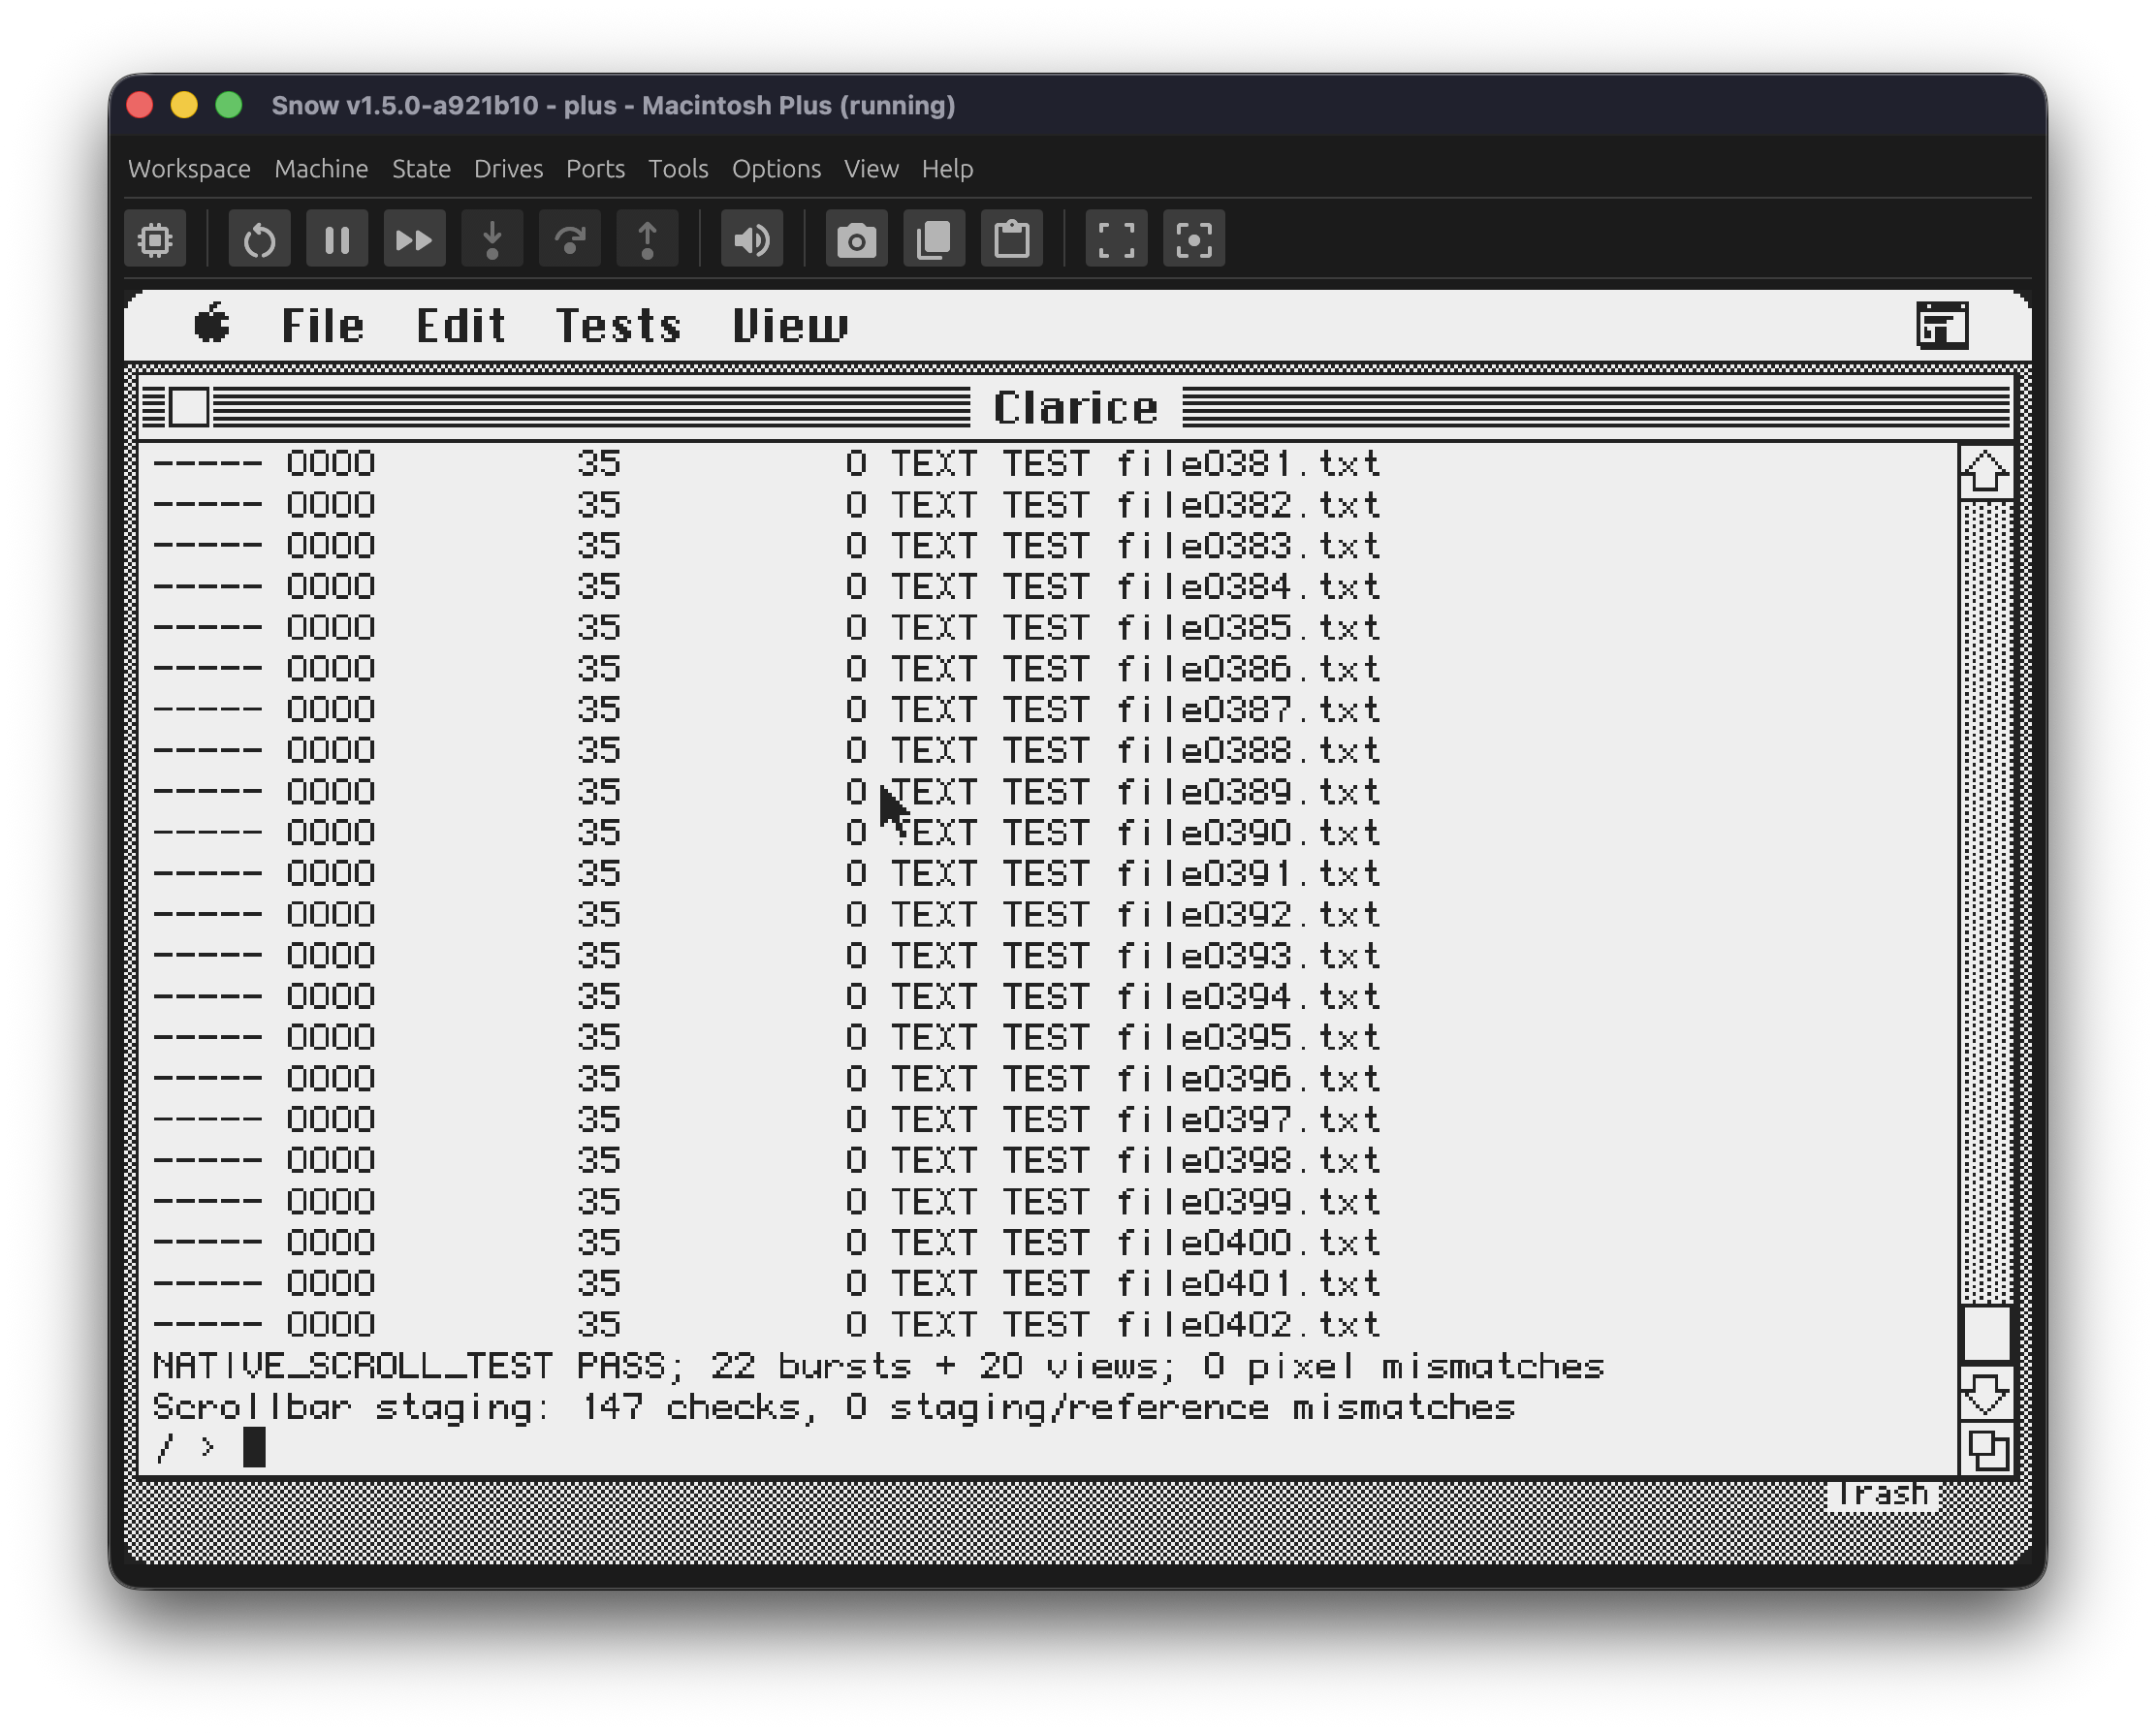 Snow v1.5.0-a921b10 - plus - Macintosh Plus (running)
Workspace Machine State Drives Ports Tools Options View Help
File Edit Tests View
Clarice
----- 0000 35 0 TEXT TEST file0381.txt
----- 0000 35 0 TEXT TEST file0382.txt
----- 0000 35 0 TEXT TEST file0383.txt
----- 0000 35 0 TEXT TEST file0384.txt
----- 0000 35 0 TEXT TEST file0385.txt
----- 0000 35 0 TEXT TEST file0386.txt
----- 0000 35 0 TEXT TEST file0387.txt
----- 0000 35 0 TEXT TEST file0388.txt
----- 0000 35 0 TEXT TEST file0389.txt
----- 0000 35 0 TEXT TEST file0390.txt
----- 0000 35 0 TEXT TEST file0391.txt
----- 0000 35 0 TEXT TEST file0392.txt
----- 0000 35 0 TEXT TEST file0393.txt
----- 0000 35 0 TEXT TEST file0394.txt
----- 0000 35 0 TEXT TEST file0395.txt
----- 0000 35 0 TEXT TEST file0396.txt
----- 0000 35 0 TEXT TEST file0397.txt
----- 0000 35 0 TEXT TEST file0398.txt
----- 0000 35 0 TEXT TEST file0399.txt
----- 0000 35 0 TEXT TEST file0400.txt
----- 0000 35 0 TEXT TEST file0401.txt
----- 0000 35 0 TEXT TEST file0402.txt
NATIVE_SCROLL_TEST PASS; 22 bursts + 20 views; 0 pixel mismatches
Scrollbar staging: 147 checks, 0 staging/reference mismatches
/ >
Trash